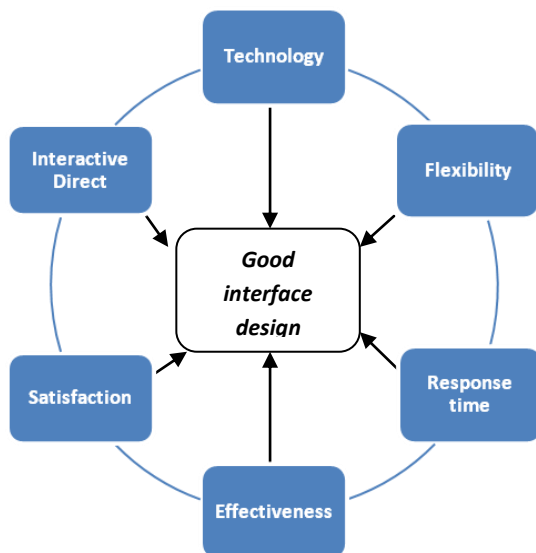 Technology
Interactive
Direct
Flexibility
Good
interface
design
Satisfaction
Response
time
Effectiveness